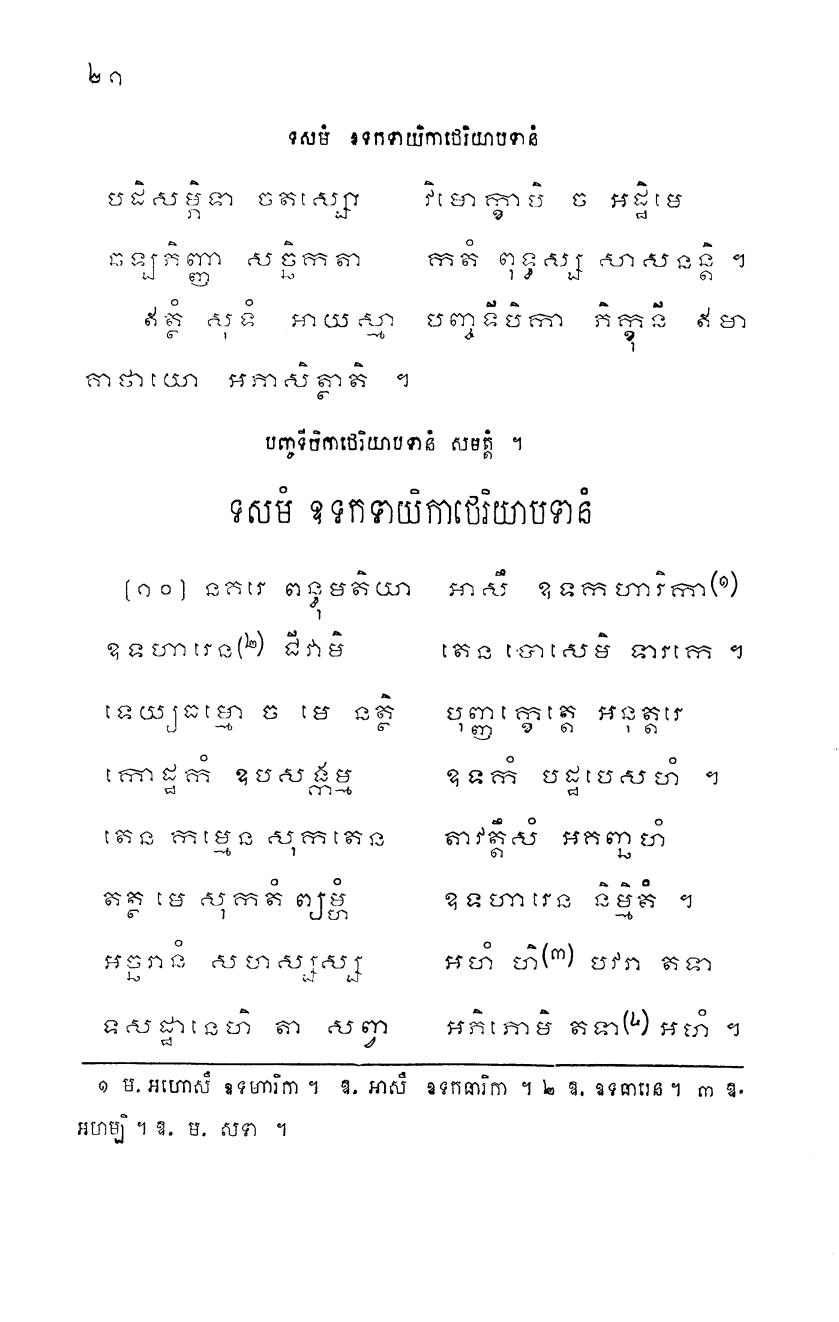 ២១
ទសមំ ឧទកទាយិកាថេរិយាបទានំ
បដិសម្ភិទា ចតស្សោ វិមោក្ខាបិ ច អដ្ឋិមេ
ឆឡភិញ្ញា សច្ឆិកតា កតំ ពុទ្ធស្ស សាសនន្តិ ។
ឥត្ថំ សុទំ អាយស្មា បញ្ចទីបិកា ភិក្ខុនី ឥមា
គាថាយោ អភាសិត្ថាតិ ។
បញ្ចទីបិកាថេរិយាបទានំ សមត្តំ ។
ទសមំ ឧទកទាយិកាថេរិយាបទានំ
[១០] នគរេ ពន្ធុមតិយា អាសឹ ឧទកហារិកា(១)
ឧទហារេន(២) ជីវាមិ តេន បោសេមិ ទារកេ ។
ទេយ្យធម្មោ ច មេ នត្ថិ បុញ្ញក្ខេត្តេ អនុត្តរេ
កោដ្ឋកំ ឧបសង្កម្ម ឧទកំ បដ្ឋបេសហំ ។
តេន កម្មេន សុកតេន តាវត្តឹសំ អគញ្ឆហំ
តត្ថ មេ សុកតំ ព្យម្ហំ ឧទហារេន និម្មិតំ ។
អច្ឆរានំ សហស្សស្ស អហំ ហិ(៣) បវរា តទា
ទសដ្ឋានេហិ តា សព្វា អភិភោមិ តទា(៤) អហំ ។
១ ម. អហោសឹ ឧទហារិកា ។ ឱ. អាសឹ ឧទកធារិកា ។ ២ ឱ. ឧទធារេន ។ ៣ ឱ.
អហម្បិ ។ ឱ. ម. សទា ។